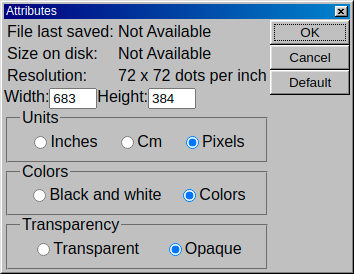 Attributes
File last saved: Not Available
OK
Size on disk: Not Available
Cancel
Resolution: 72 x 72 dots per inch
Default
Width: 683 Height: 384
Units
Inches Cm Pixels
Colors
Black and white Colors
Transparency
Transparent Opaque